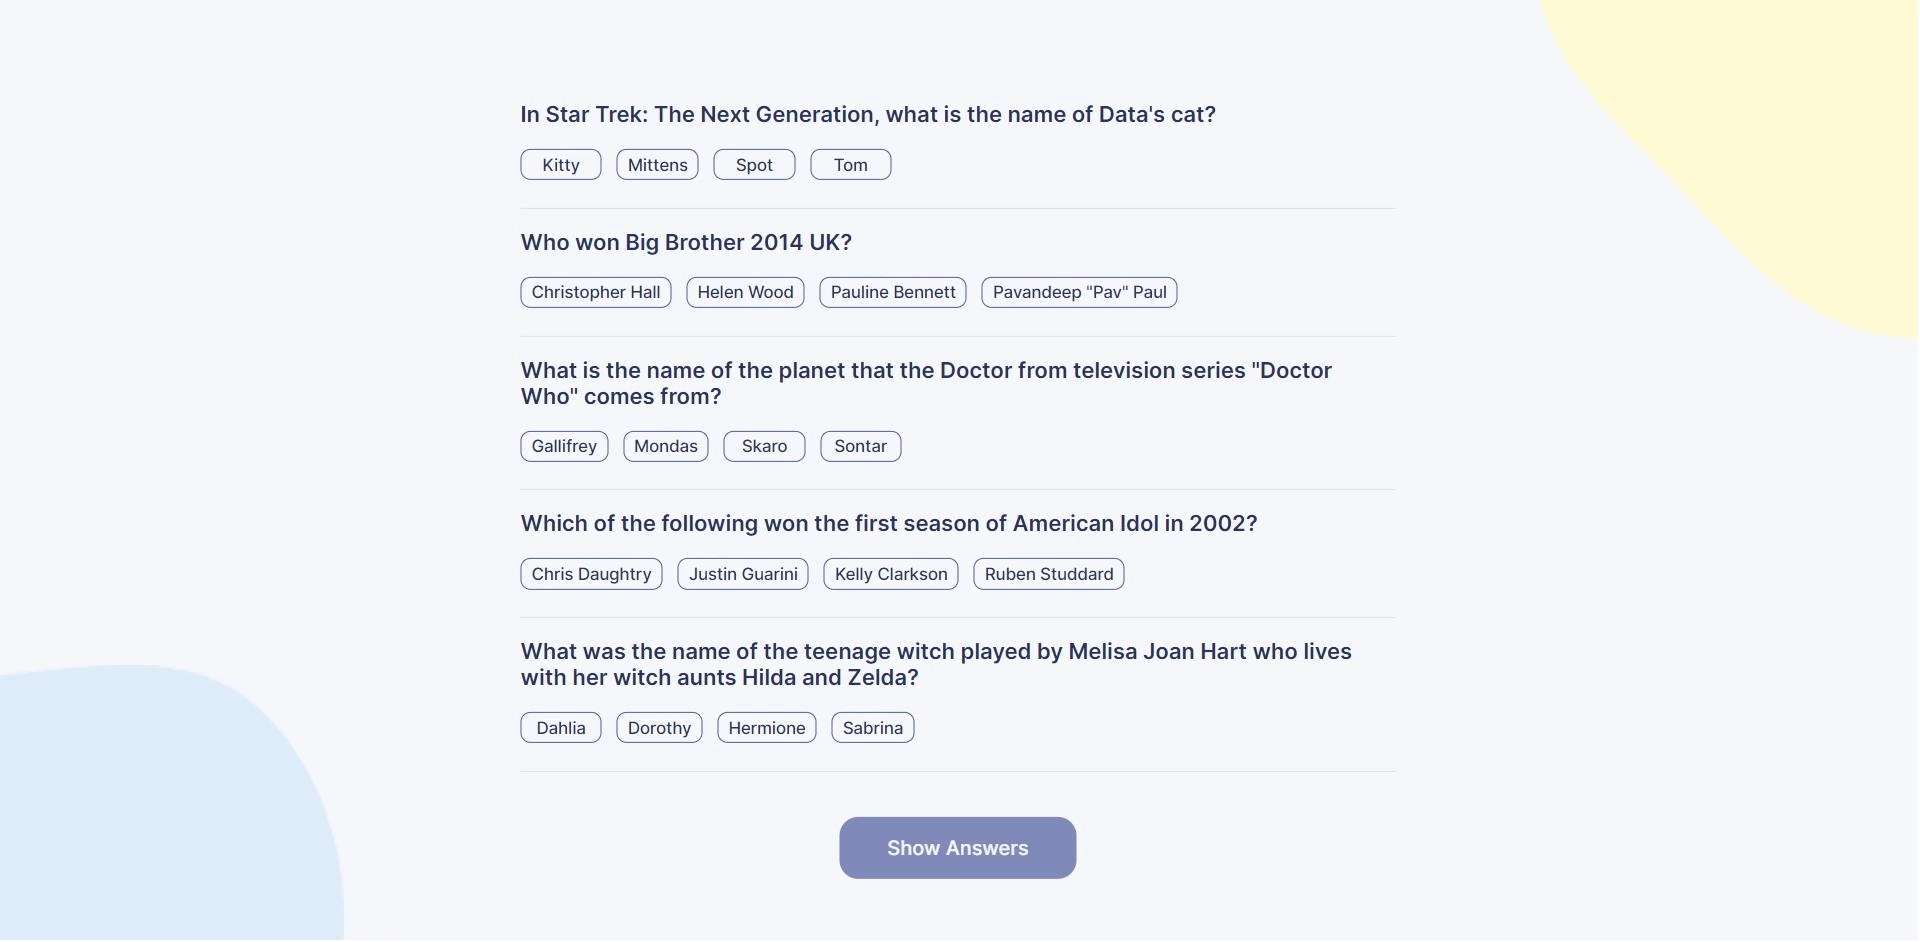 In Star Trek: The Next Generation, what is the name of Data's cat?
Kitty Mittens Spot Tom
Who won Big Brother 2014 UK?
Christopher Hall Helen Wood Pauline Bennett Pavandeep "Pav" Paul
What is the name of the planet that the Doctor from television series "Doctor
Who" comes from?
Gallifrey Mondas Skaro Sontar
Which of the following won the first season of American Idol in 2002?
Chris Daughtry Justin Guarini Kelly Clarkson Ruben Studdard
What was the name of the teenage witch played by Melisa Joan Hart who lives
with her witch aunts Hilda and Zelda?
Dahlia Dorothy Hermione Sabrina
Show Answers